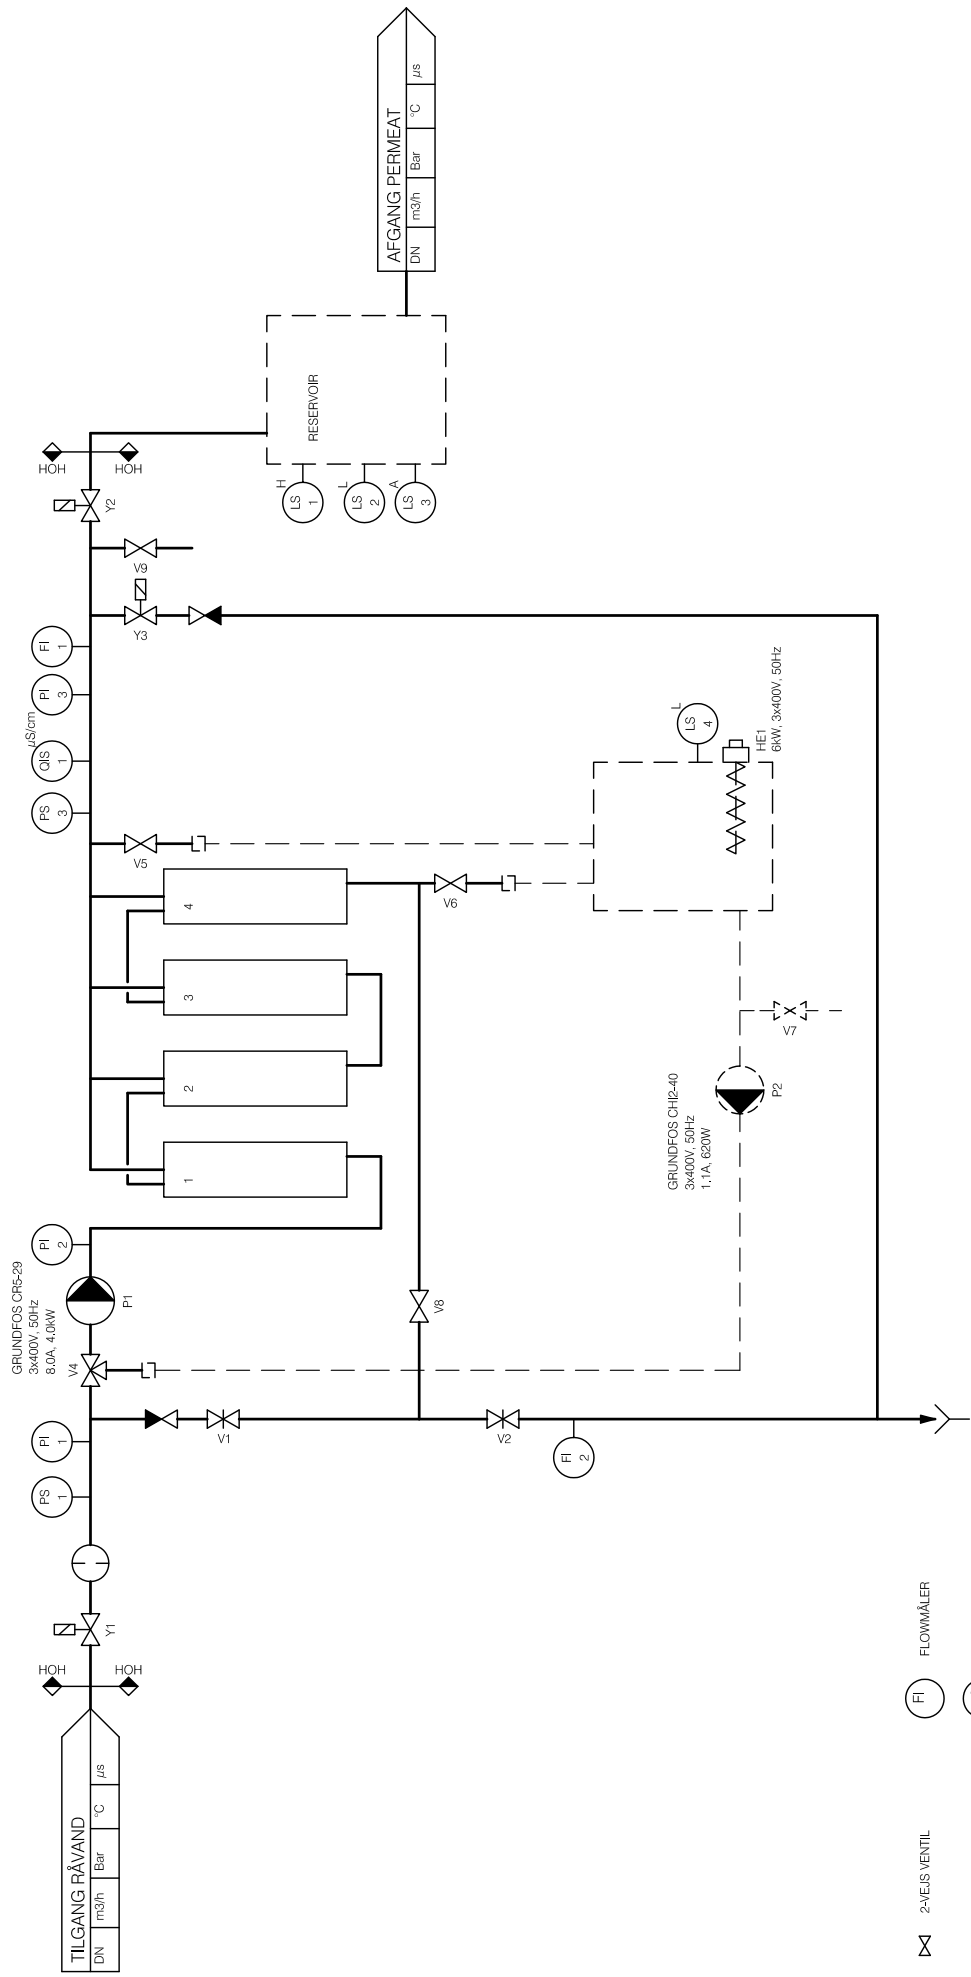 TILGANG RÅVAND
DN
m3/h
Bar
°C
µs
HOH
HOH
Y1
PS
1
PI
1
V1
V2
FI
2
V4
GRUNDFOS CR5-29
3x400V, 50Hz
8.0A, 4.0kW
P1
PI
2
V8
1
2
3
4
V6
V5
GRUNDFOS CHI2-40
3x400V, 50Hz
1,1A, 620W
P2
V7
LS
4
L
HE1
6kW, 3x400V, 50Hz
PS
3
QIS
1
µS/cm
PI
3
FI
1
Y3
V9
Y2
HOH
HOH
RESERVOIR
LS
1
H
LS
2
L
LS
3
A
AFGANG PERMEAT
DN
m3/h
Bar
°C
µs
2-VEJS VENTIL
FI
FLOWMÅLER